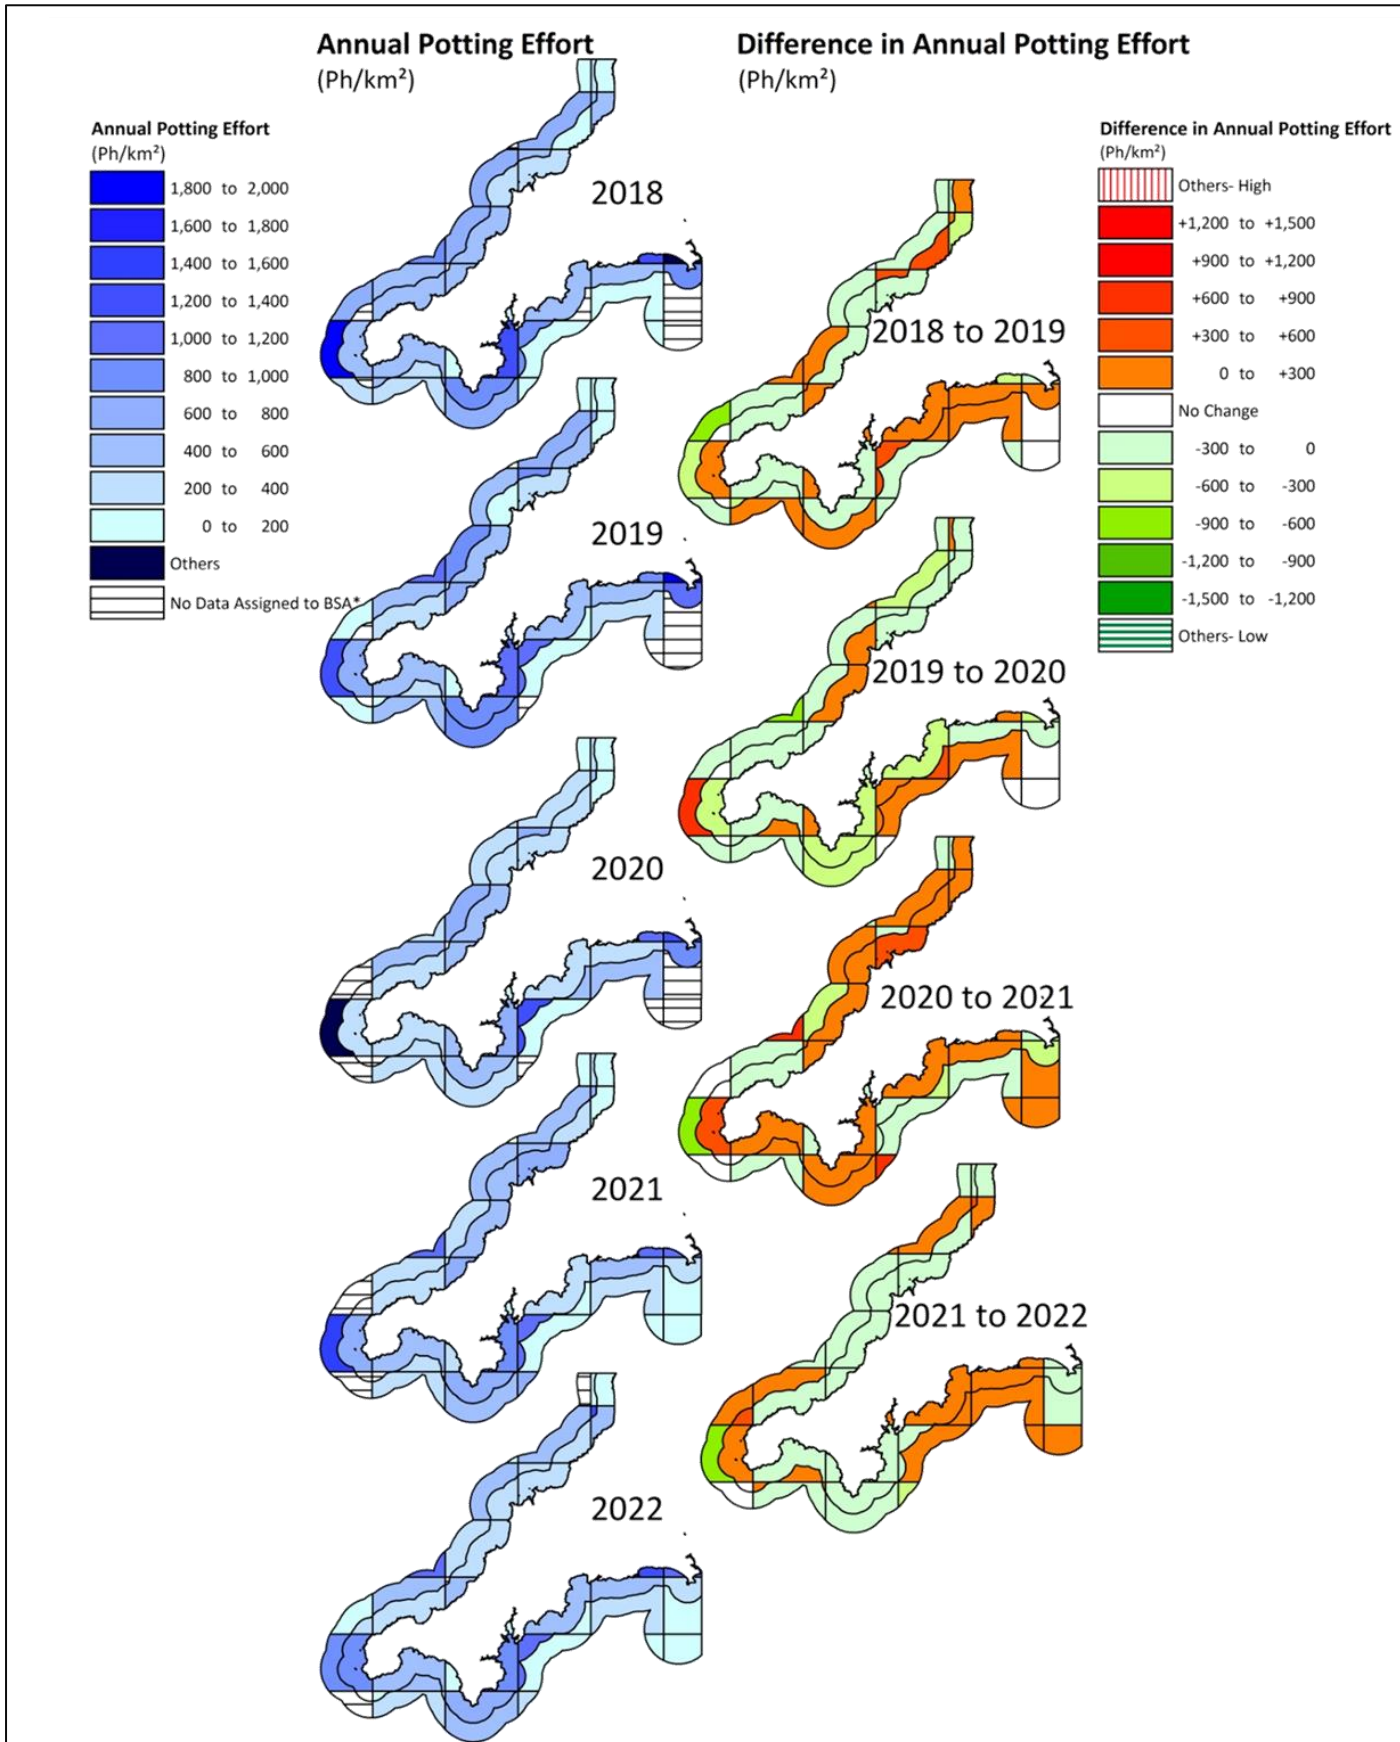 Annual Potting Effort
(Ph/km²)
Difference in Annual Potting Effort
(Ph/km²)
Annual Potting Effort
(Ph/km²)
1,800 to 2,000
1,600 to 1,800
1,400 to 1,600
1,200 to 1,400
1,000 to 1,200
800 to 1,000
600 to 800
400 to 600
200 to 400
0 to 200
Others
No Data Assigned to BSA*
Difference in Annual Potting Effort
(Ph/km²)
Others- High
+1,200 to +1,500
+900 to +1,200
+600 to +900
+300 to +600
0 to +300
No Change
-300 to 0
-600 to -300
-900 to -600
-1,200 to -900
-1,500 to -1,200
Others- Low
2018
2019
2020
2021
2022
2018 to 2019
2019 to 2020
2020 to 2021
2021 to 2022